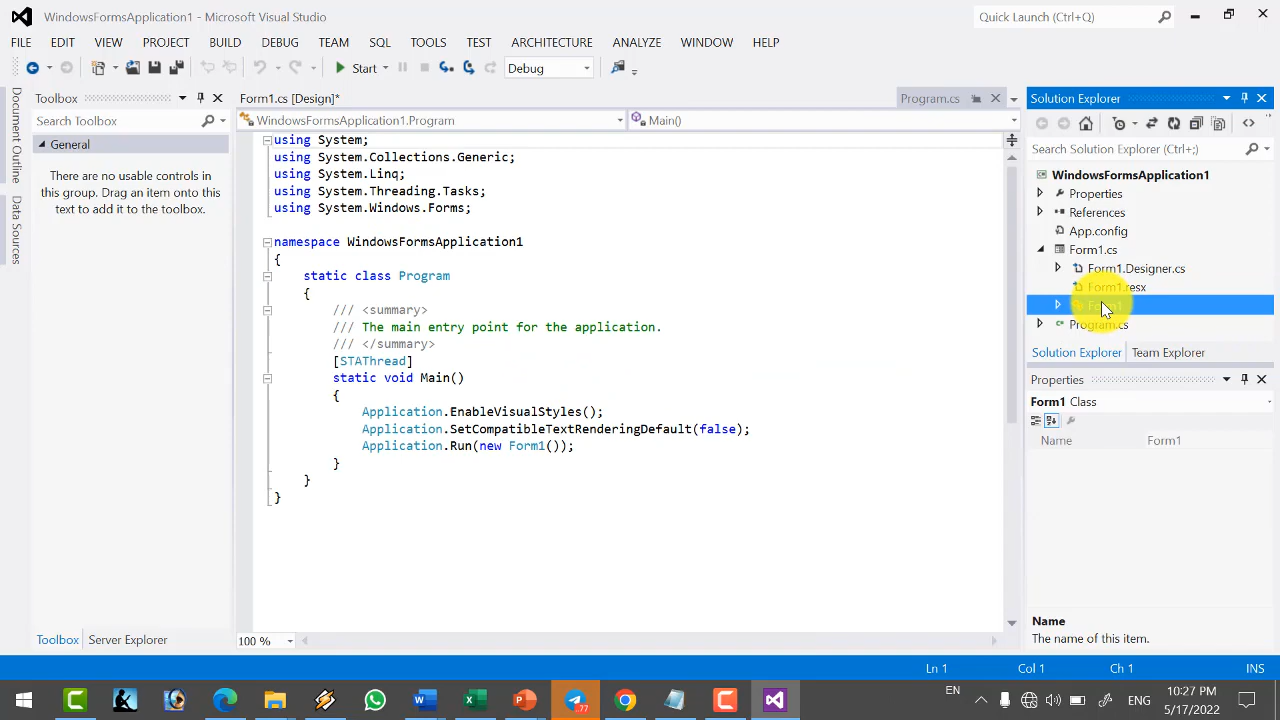 WindowsFormsApplication1 - Microsoft Visual Studio
Quick Launch (Ctrl+Q)
FILE EDIT VIEW PROJECT BUILD DEBUG TEAM SQL TOOLS TEST ARCHITECTURE ANALYZE WINDOW HELP
Start Debug
Document Outline
Data Sources
Toolbox
Search Toolbox
General
There are no usable controls in
this group. Drag an item onto this
text to add it to the toolbox.
Toolbox Server Explorer
Form1.cs [Design]* Program.cs
WindowsFormsApplication1.Program Main()
using System;
using System.Collections.Generic;
using System.Linq;
using System.Threading.Tasks;
using System.Windows.Forms;
namespace WindowsFormsApplication1
{
static class Program
{
/// <summary>
/// The main entry point for the application.
/// </summary>
[STAThread]
static void Main()
{
Application.EnableVisualStyles();
Application.SetCompatibleTextRenderingDefault(false);
Application.Run(new Form1());
}
}
}
100 %
Solution Explorer
Search Solution Explorer (Ctrl+;)
WindowsFormsApplication1
Properties
References
App.config
Form1.cs
Form1.Designer.cs
Form1.resx
Form1
Program.cs
Solution Explorer Team Explorer
Properties
Form1 Class
Name Form1
Name
The name of this item.
Ln 1 Col 1 Ch 1 INS
77
EN
ENG
10:27 PM
5/17/2022